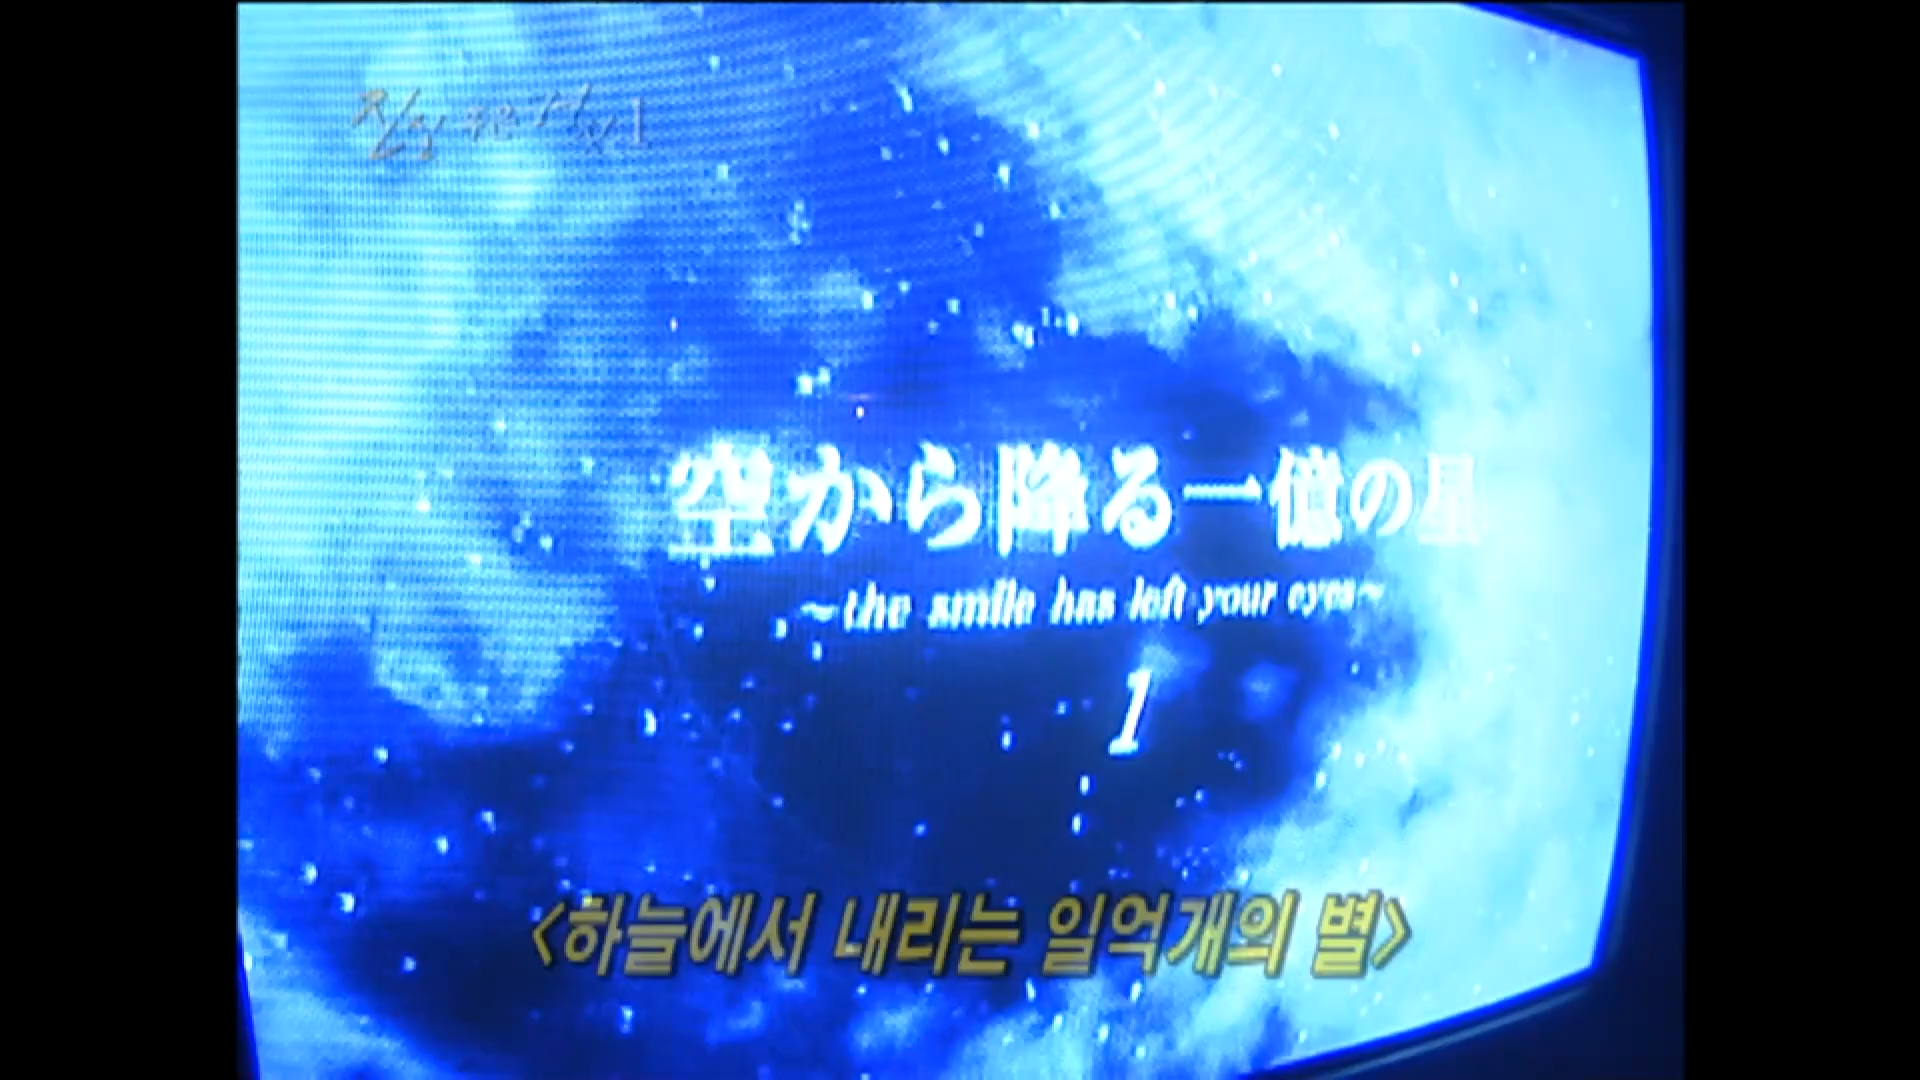 空から降る一億の星
~the smile has left your eyes~
1
<하늘에서 내리는 일억개의 별>